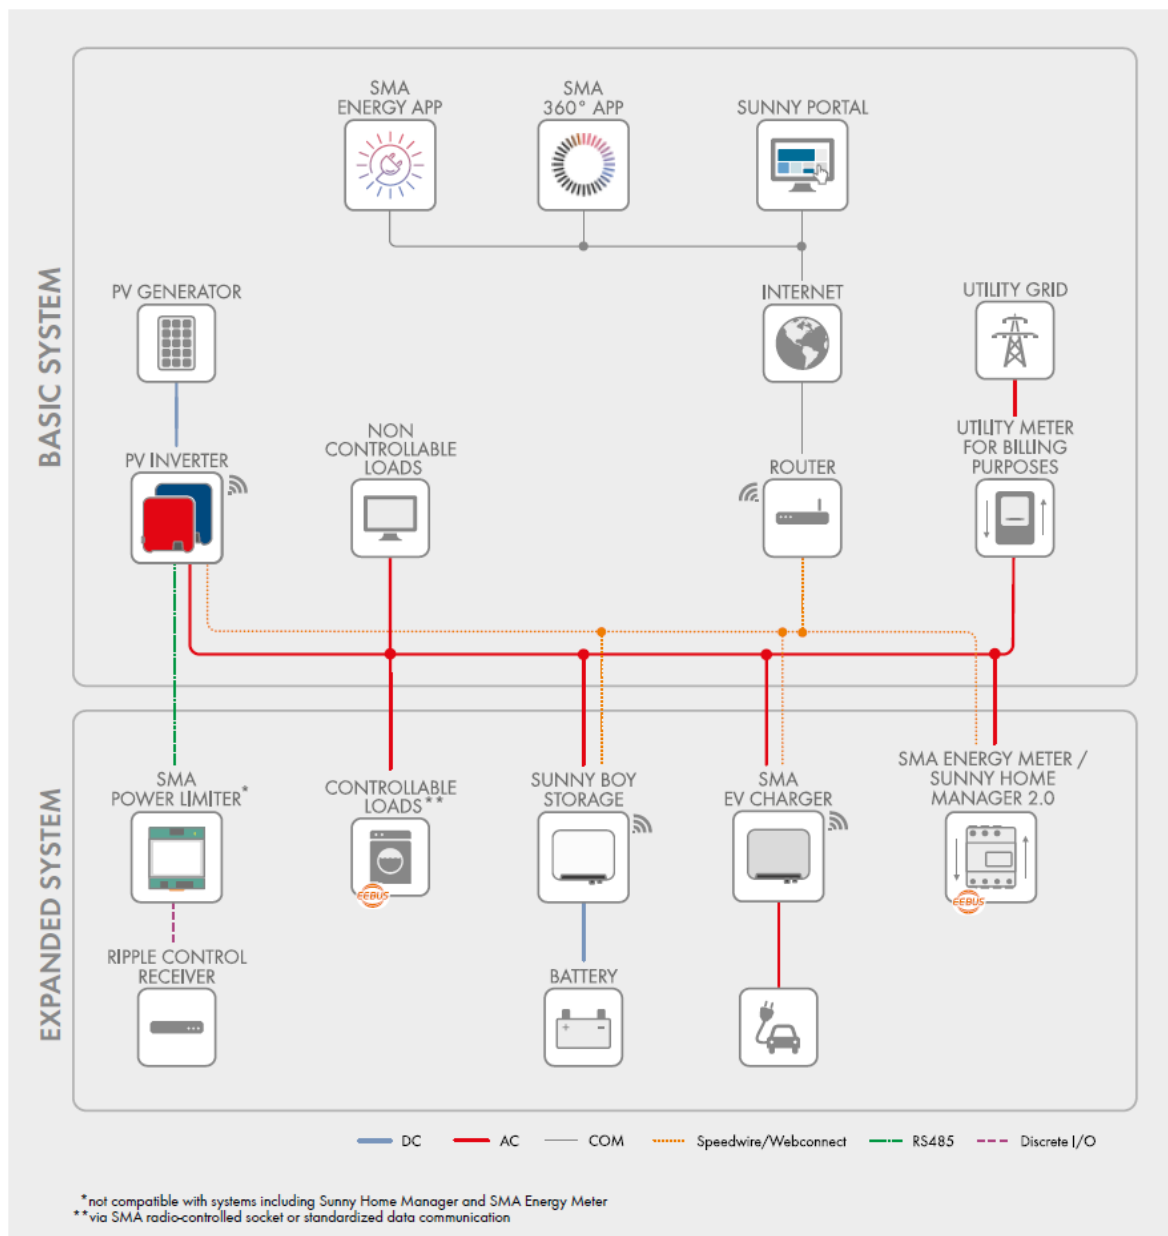 BASIC SYSTEM
SMA
ENERGY APP
SMA
360° APP
SUNNY PORTAL
PV GENERATOR
INTERNET
UTILITY GRID
PV INVERTER
NON
CONTROLLABLE
LOADS
ROUTER
UTILITY METER
FOR BILLING
PURPOSES
EXPANDED SYSTEM
SMA
POWER LIMITER*
CONTROLLABLE
LOADS**
EEBUS
SUNNY BOY
STORAGE
SMA
EV CHARGER
SMA ENERGY METER /
SUNNY HOME
MANAGER 2.0
EEBUS
RIPPLE CONTROL
RECEIVER
BATTERY
+ −
DC
AC
COM
Speedwire/Webconnect
RS485
Discrete I/O
*not compatible with systems including Sunny Home Manager and SMA Energy Meter
**via SMA radio-controlled socket or standardized data communication